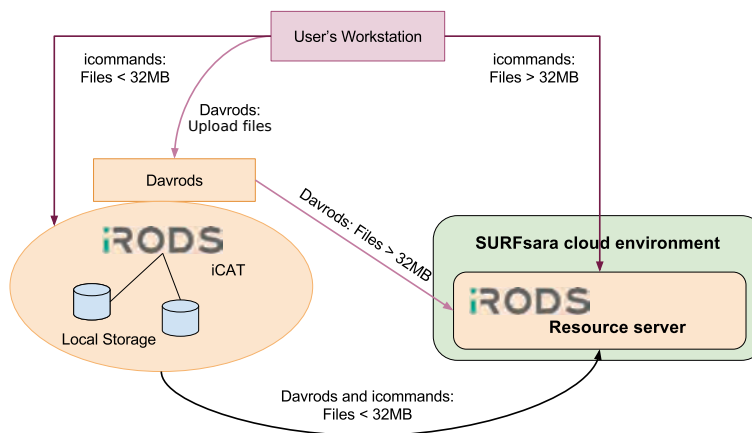 User's Workstation
icommands:
Files < 32MB
icommands:
Files > 32MB
Davrods:
Upload files
Davrods
Davrods: Files > 32MB
iRODS
iCAT
Local Storage
SURFsara cloud environment
iRODS
Resource server
Davrods and icommands:
Files < 32MB